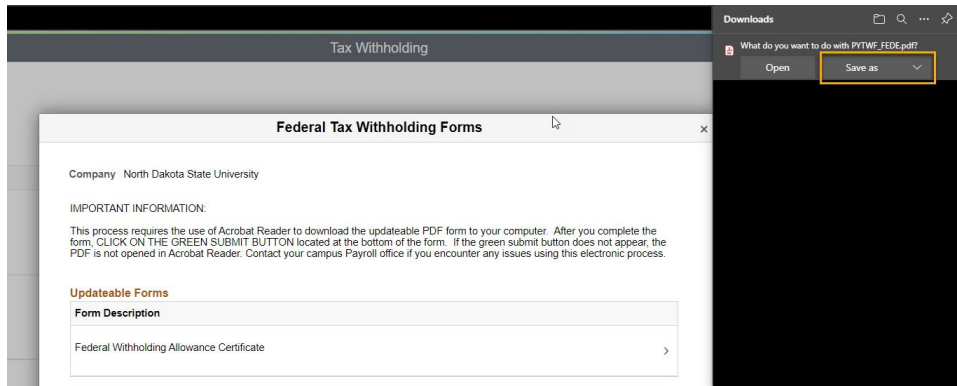 Downloads
What do you want to do with PYTWF_FEDE.pdf?
Open Save as
Tax Withholding
Federal Tax Withholding Forms ×
Company North Dakota State University
IMPORTANT INFORMATION:
This process requires the use of Acrobat Reader to download the updateable PDF form to your computer. After you complete the
form, CLICK ON THE GREEN SUBMIT BUTTON located at the bottom of the form. If the green submit button does not appear, the
PDF is not opened in Acrobat Reader. Contact your campus Payroll office if you encounter any issues using this electronic process.
Updateable Forms
Form Description
Federal Withholding Allowance Certificate